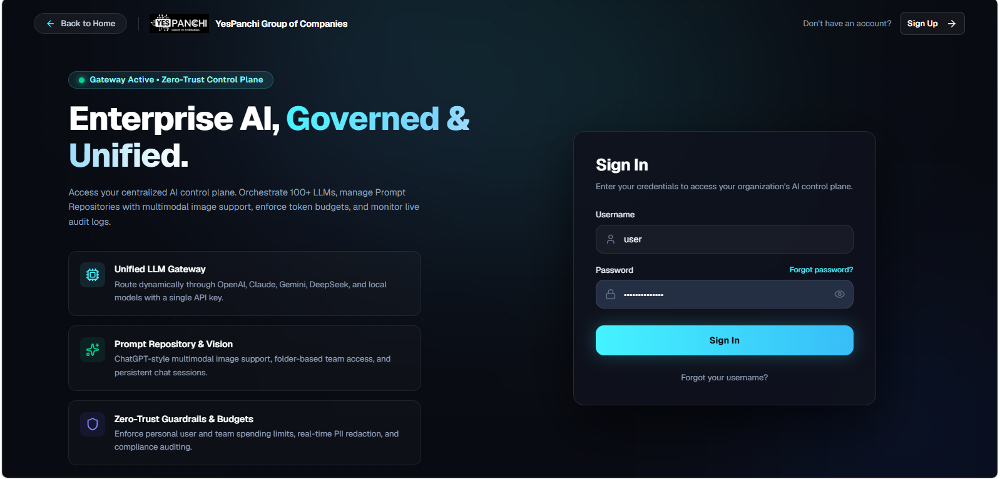 Back to Home
YES PANCHI
GROUP OF COMPANIES
YesPanchi Group of Companies
Don't have an account?
Sign Up
Gateway Active • Zero-Trust Control Plane
Enterprise AI, Governed &
Unified.
Access your centralized AI control plane. Orchestrate 100+ LLMs, manage Prompt
Repositories with multimodal image support, enforce token budgets, and monitor live
audit logs.
Unified LLM Gateway
Route dynamically through OpenAI, Claude, Gemini, DeepSeek, and local
models with a single API key.
Prompt Repository & Vision
ChatGPT-style multimodal image support, folder-based team access, and
persistent chat sessions.
Zero-Trust Guardrails & Budgets
Enforce personal user and team spending limits, real-time PII redaction, and
compliance auditing.
Sign In
Enter your credentials to access your organization's AI control plane.
Username
user
Password
Forgot password?
••••••••••••••
Sign In
Forgot your username?